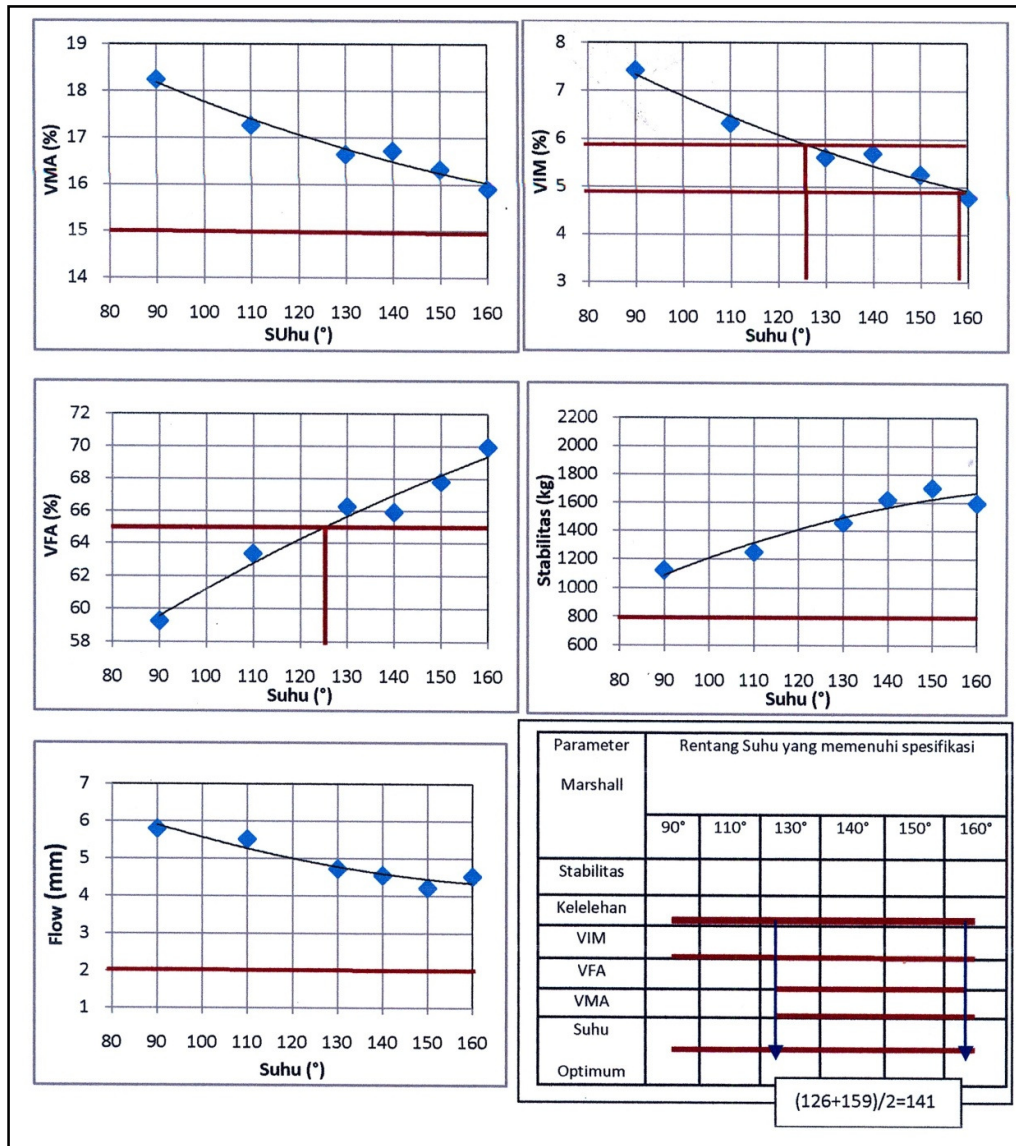 19
18
17
16
15
14
VMA (%)
80 90 100 110 120 130 140 150 160
SUhu (°)
8
7
6
5
4
3
VIM (%)
80 90 100 110 120 130 140 150 160
Suhu (°)
72
70
68
66
64
62
60
58
VFA (%)
80 90 100 110 120 130 140 150 160
Suhu (°)
2200
2000
1800
1600
1400
1200
1000
800
600
Stabilitas (kg)
80 90 100 110 120 130 140 150 160
Suhu (°)
7
6
5
4
3
2
1
Flow (mm)
80 90 100 110 120 130 140 150 160
Suhu (°)
Parameter
Marshall
Rentang Suhu yang memenuhi spesifikasi
90° 110° 130° 140° 150° 160°
Stabilitas
Kelelehan
VIM
VFA
VMA
Suhu
Optimum
(126+159)/2=141